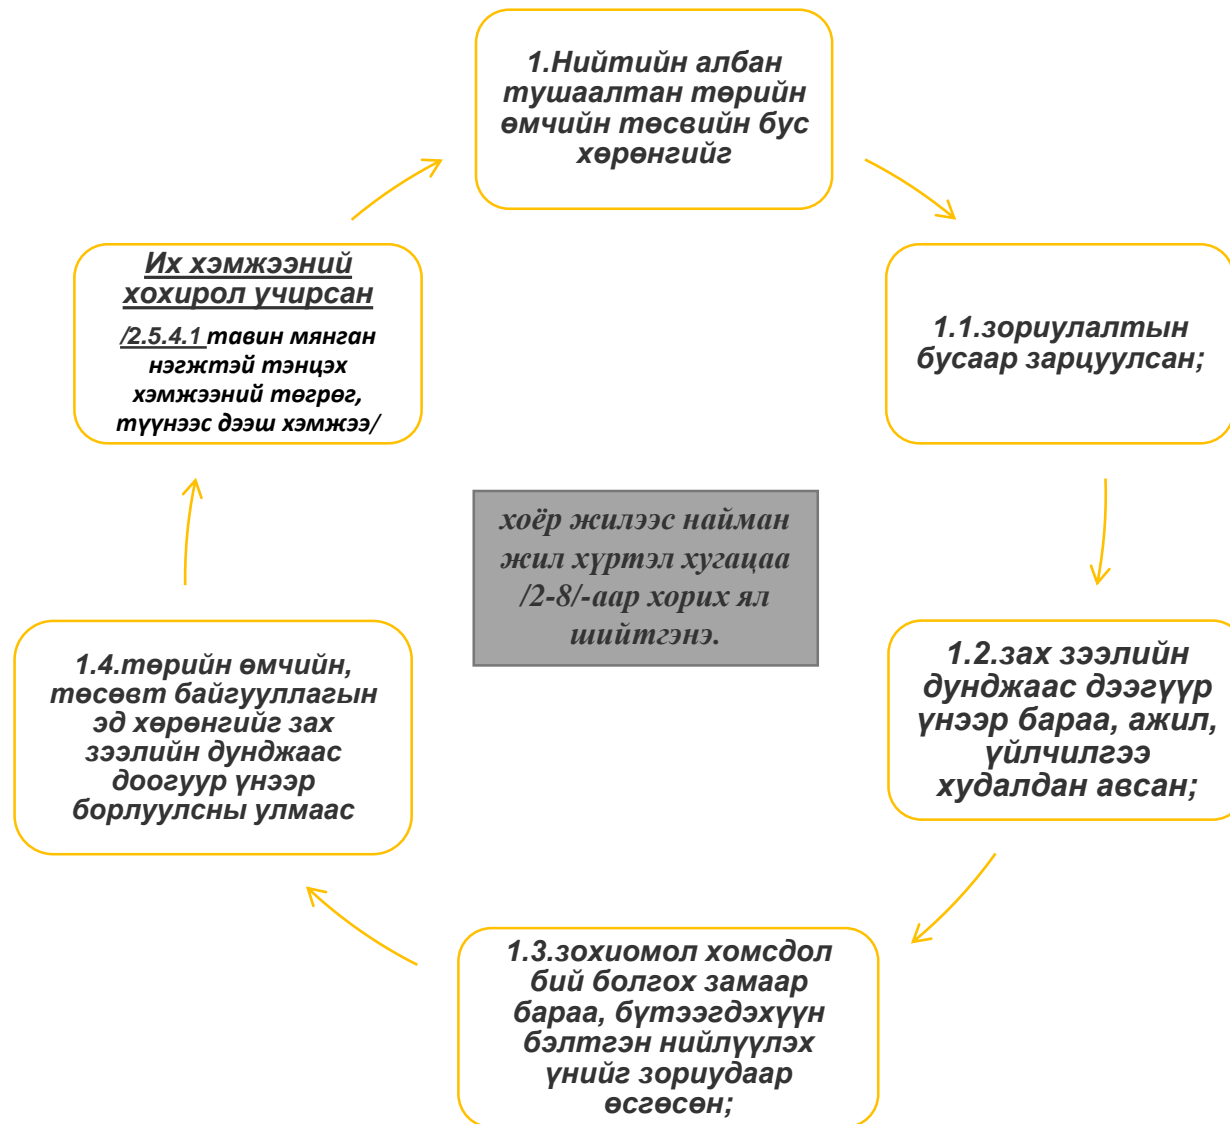 1.Нийтийн албан
тушаалтан төрийн
өмчийн төсвийн бус
хөрөнгийг
1.1.зориулалтын
бусаар зарцуулсан;
1.2.зах зээлийн
дунджаас дээгүүр
үнээр бараа, ажил,
үйлчилгээ
худалдан авсан;
1.3.зохиомол хомсдол
бий болгох замаар
бараа, бүтээгдэхүүн
бэлтгэн нийлүүлэх
үнийг зориудаар
өсгөсөн;
1.4.төрийн өмчийн,
төсөвт байгууллагын
эд хөрөнгийг зах
зээлийн дунджаас
доогуур үнээр
борлуулсны улмаас
Их хэмжээний
хохирол учирсан
/2.5.4.1 тавин мянган
нэгжтэй тэнцэх
хэмжээний төгрөг,
түүнээс дээш хэмжээ/
хоёр жилээс найман
жил хүртэл хугацаа
/2-8/-аар хорих ял
шийтгэнэ.